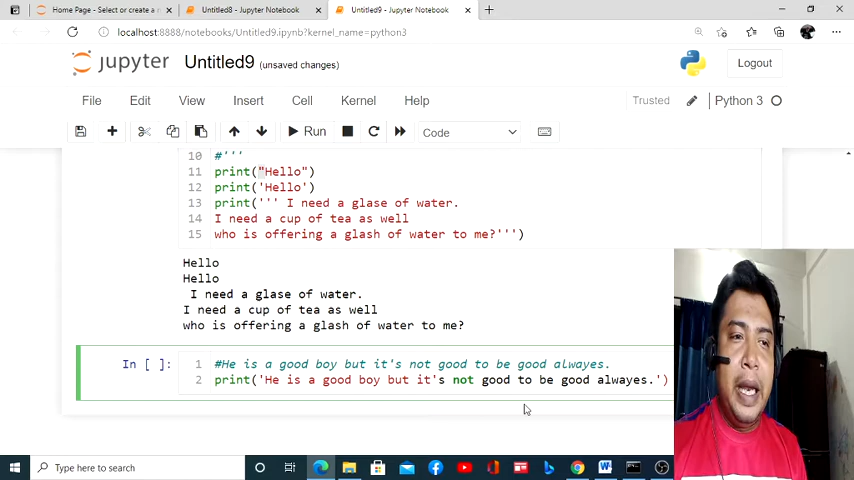 Home Page - Select or create a n
Untitled8 - Jupyter Notebook
Untitled9 - Jupyter Notebook
localhost:8888/notebooks/Untitled9.ipynb?kernel_name=python3
jupyter Untitled9 (unsaved changes)
Logout
File Edit View Insert Cell Kernel Help
Trusted
Python 3
Run
Code
10 #'''
11 print("Hello")
12 print('Hello')
13 print(''' I need a glase of water.
14 I need a cup of tea as well
15 who is offering a glash of water to me?''')
Hello
Hello
I need a glase of water.
I need a cup of tea as well
who is offering a glash of water to me?
In [ ]:
1 #He is a good boy but it's not good to be good alwayes.
2 print('He is a good boy but it's not good to be good alwayes.')
Type here to search